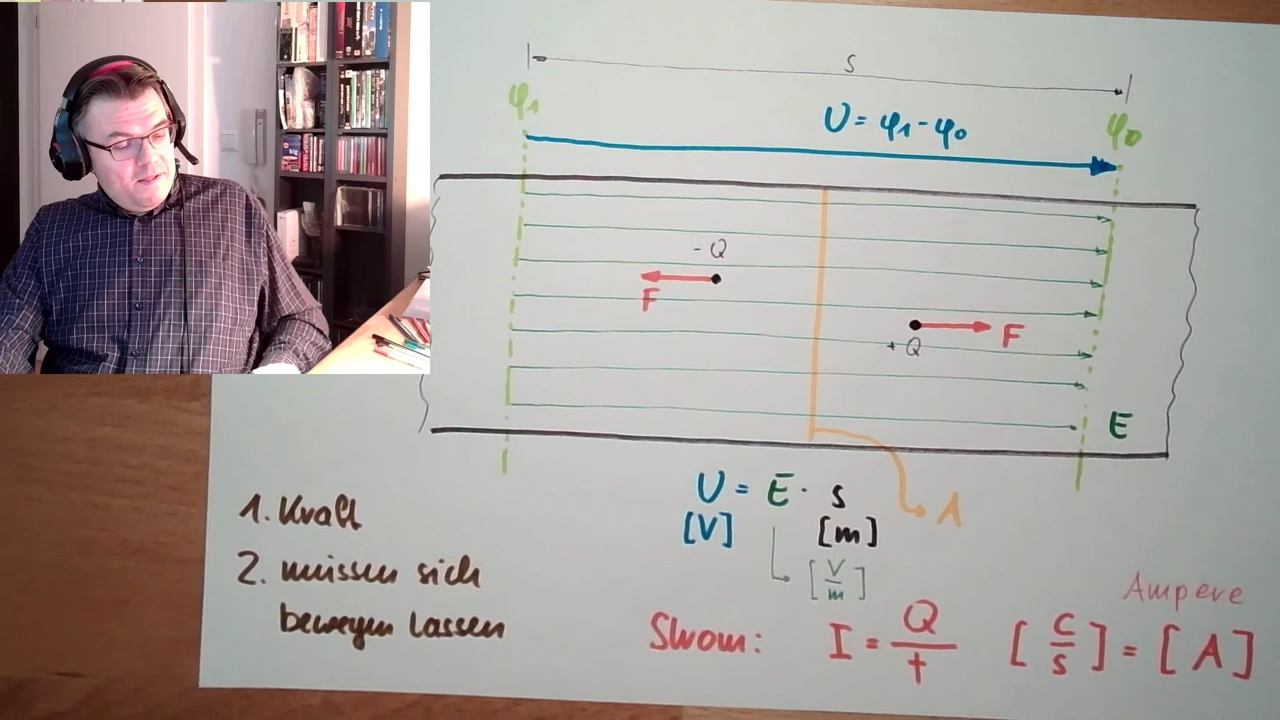 s
φ₁
U = φ₁ - φ₀
φ₀
- Q
F
F
+ Q
E
A
U = E · s
[V] [m]
[V/m]
1. Kraft
2. müssen sich
bewegen lassen
Ampere
Strom: I = Q/t [C/s] = [A]